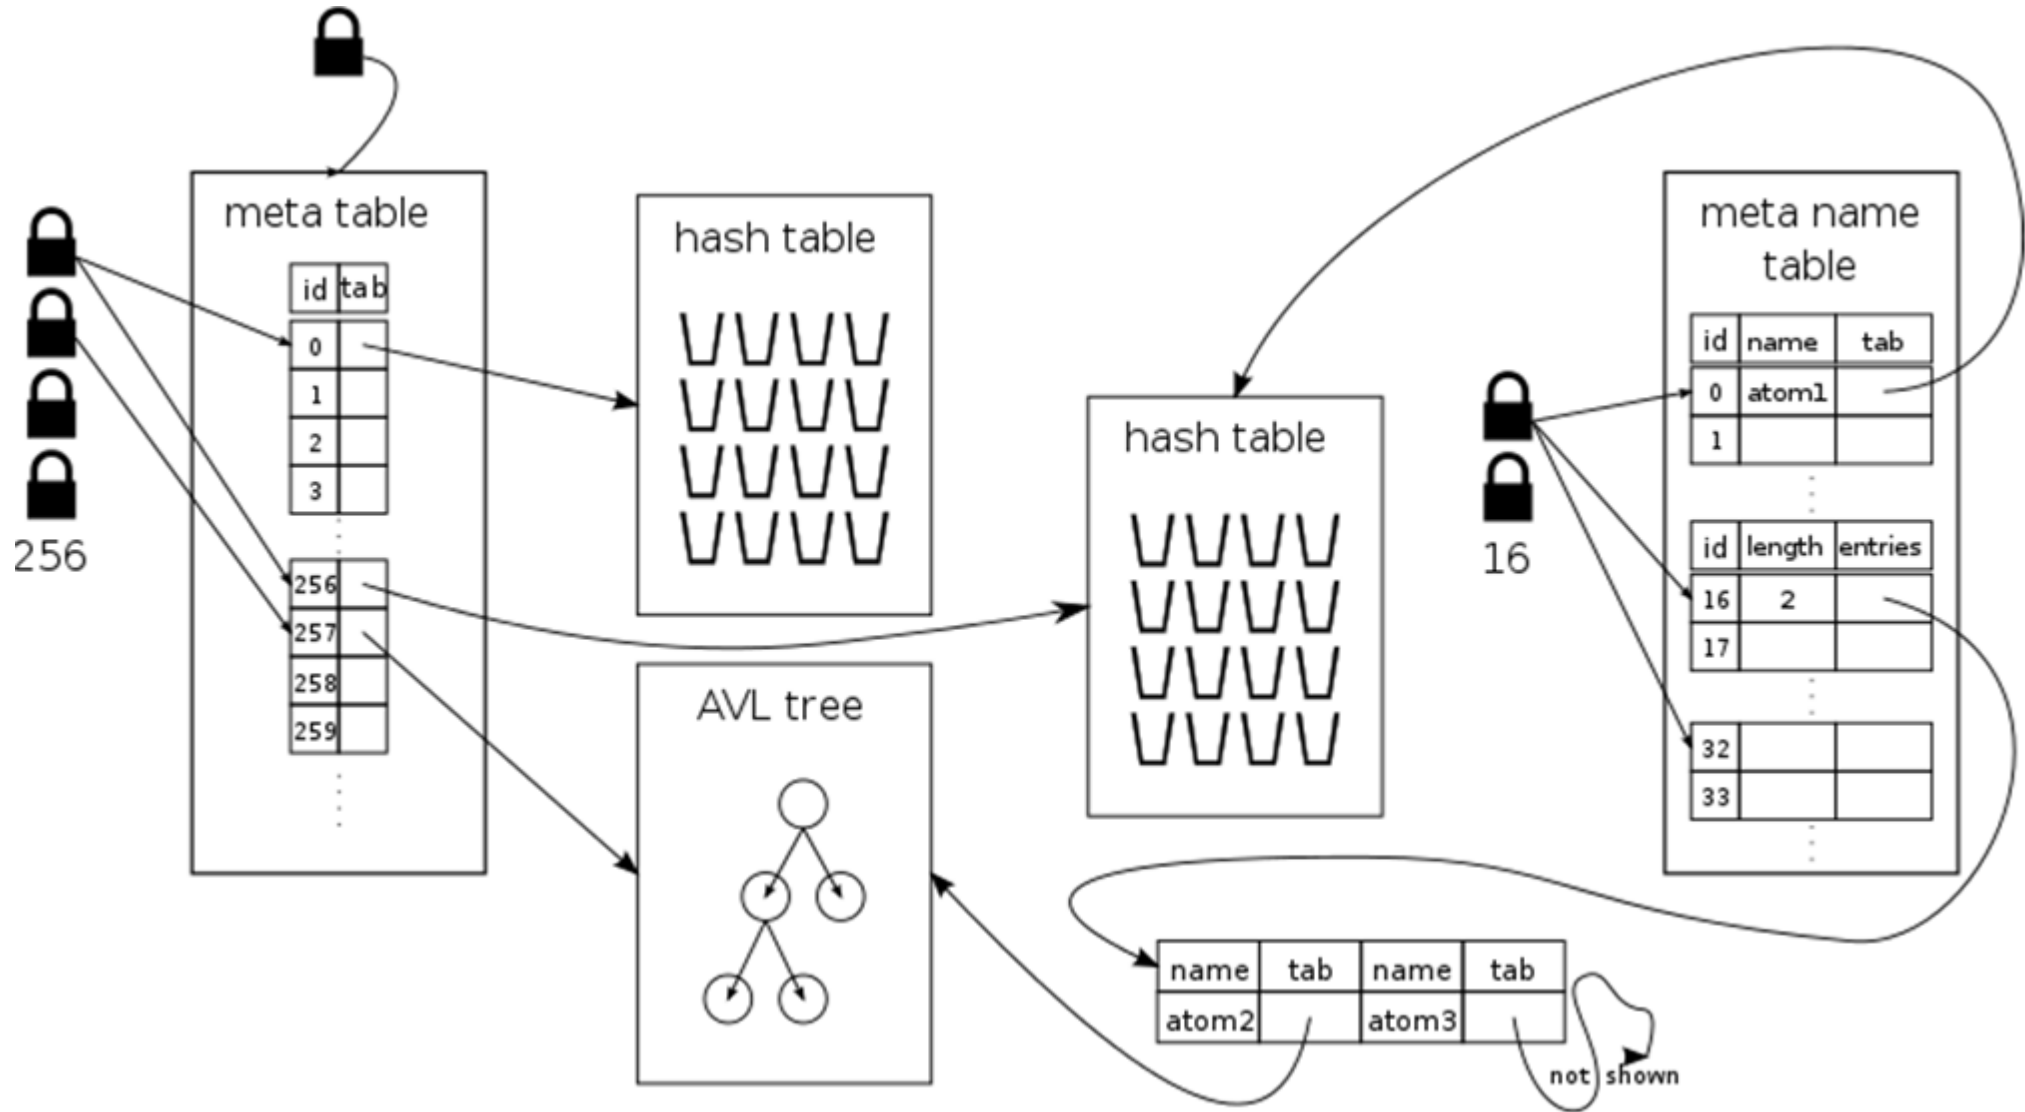 256
meta table
id tab
0
1
2
3
256
257
258
259
hash table
AVL tree
hash table
16
meta name
table
id name tab
0 atom1
1
id length entries
16 2
17
32
33
name tab name tab
atom2 atom3
not shown